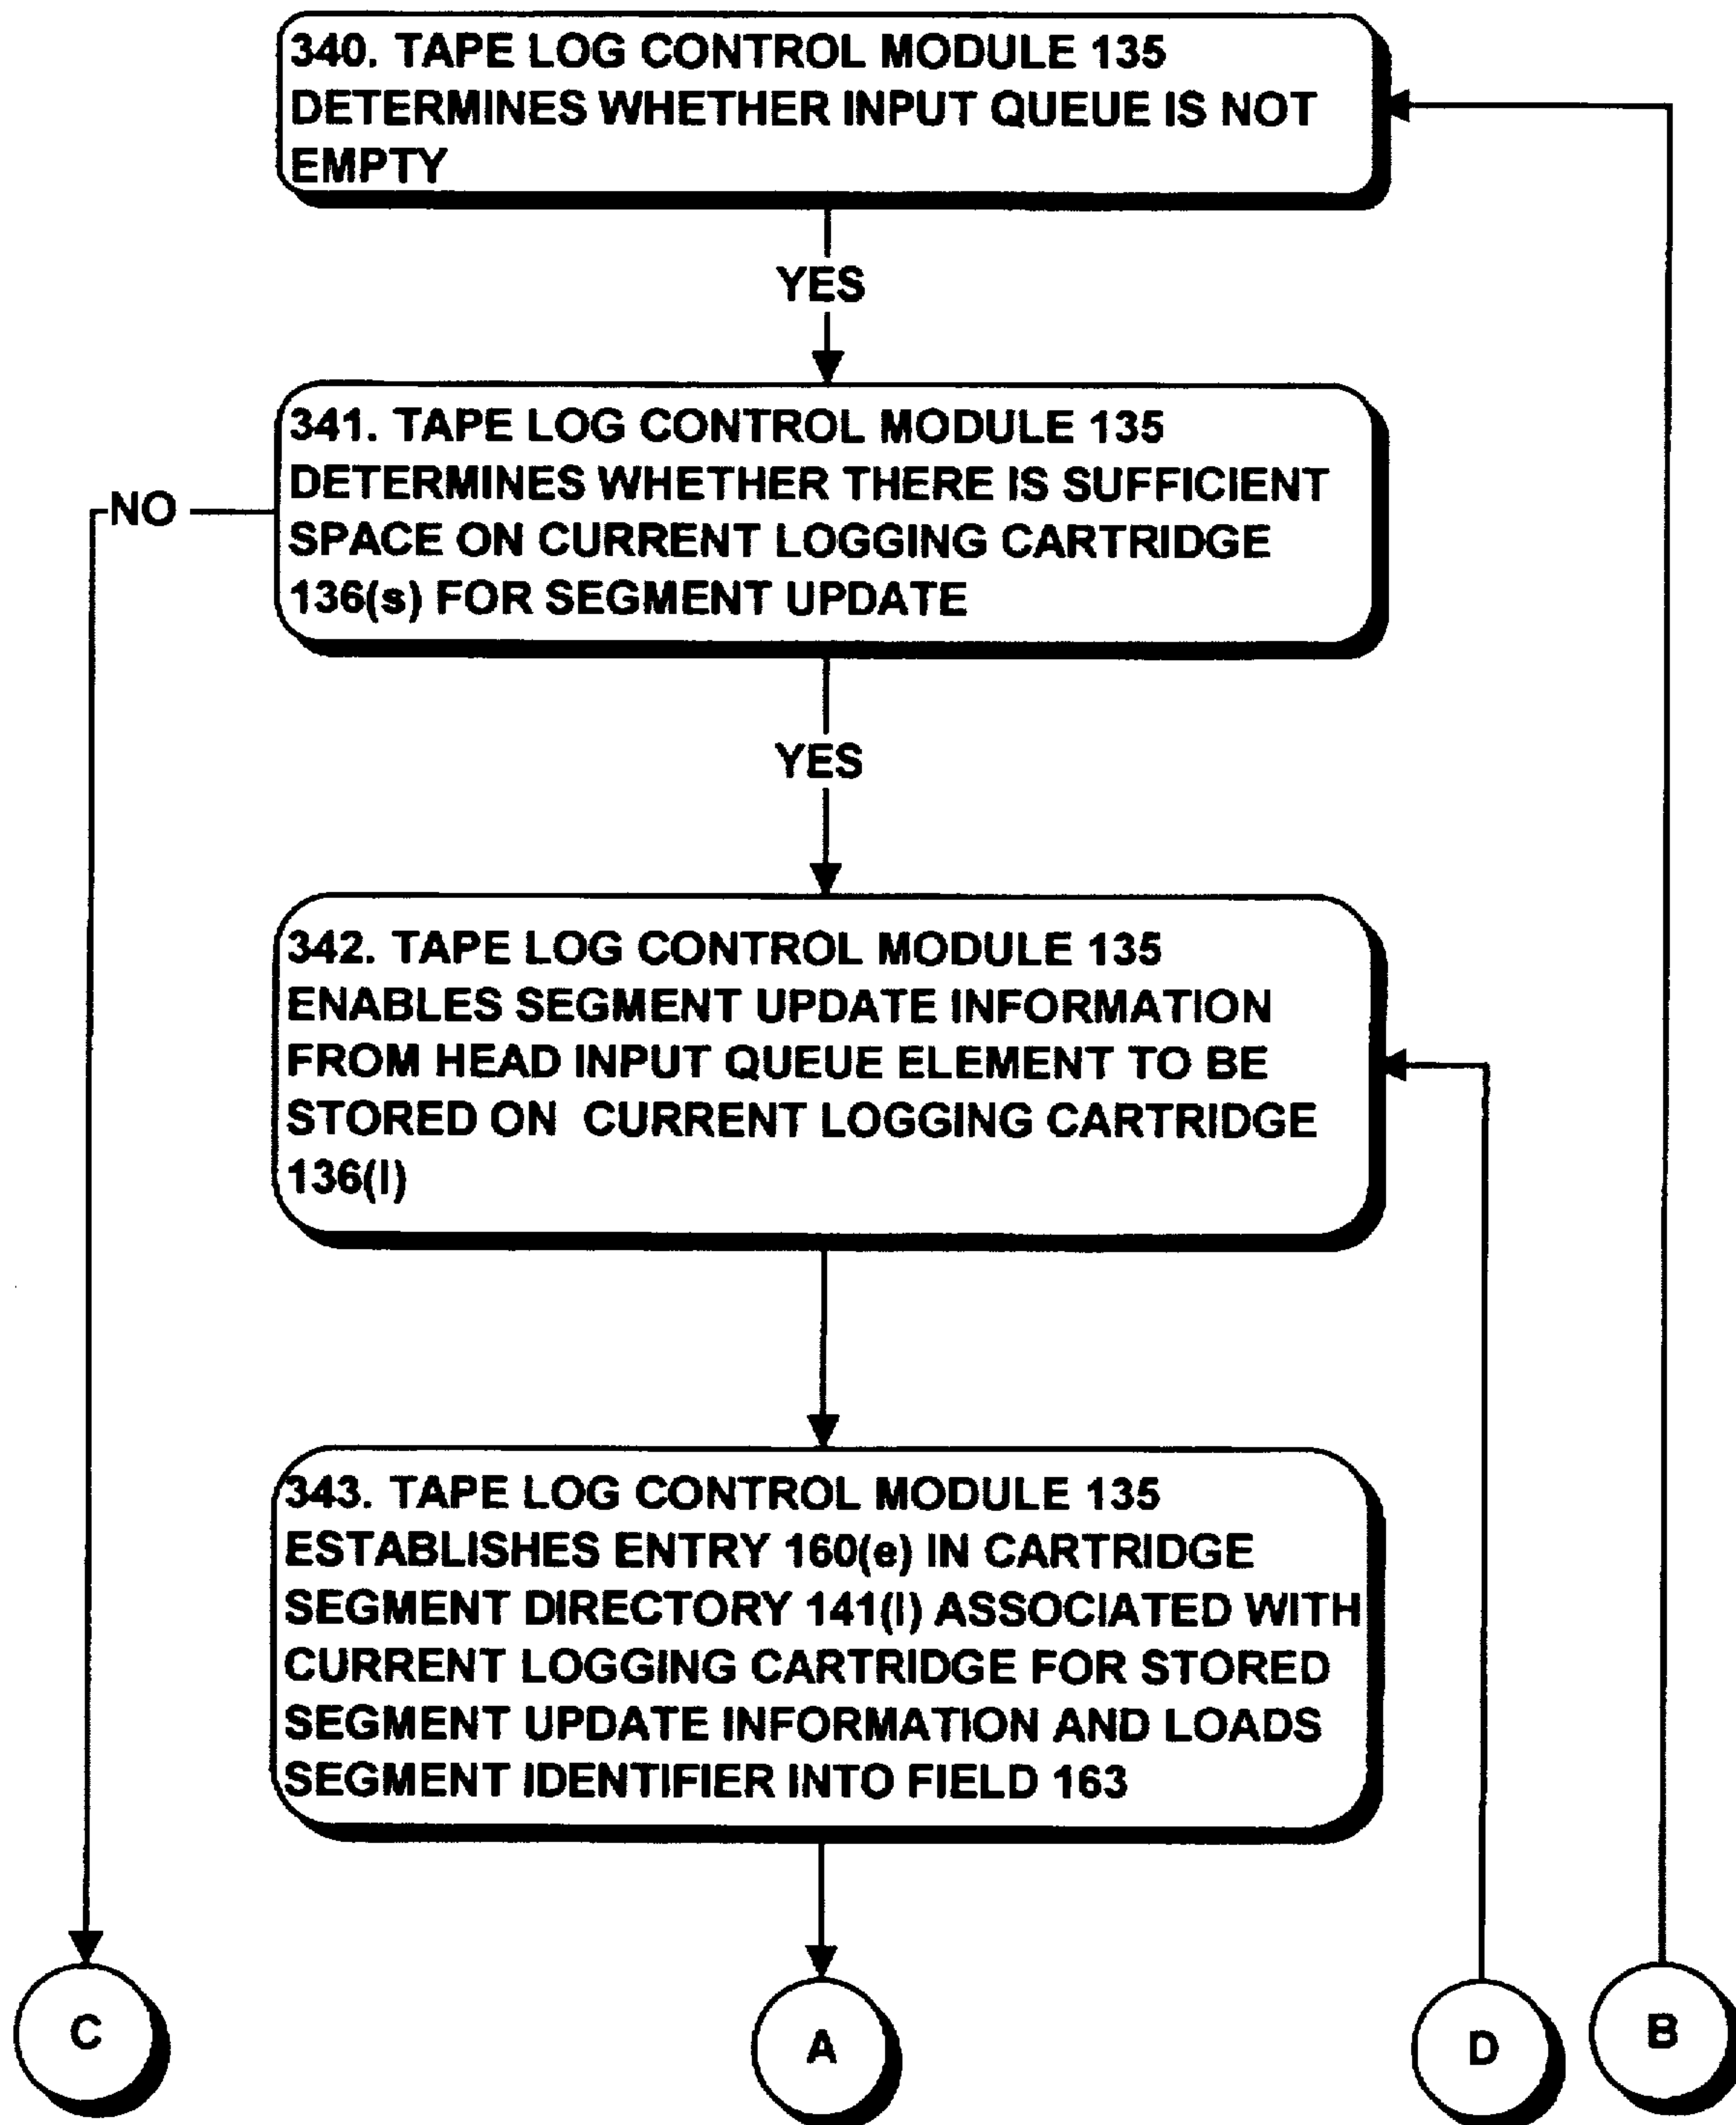 340. TAPE LOG CONTROL MODULE 135
DETERMINES WHETHER INPUT QUEUE IS NOT
EMPTY
YES
341. TAPE LOG CONTROL MODULE 135
DETERMINES WHETHER THERE IS SUFFICIENT
SPACE ON CURRENT LOGGING CARTRIDGE
136(s) FOR SEGMENT UPDATE
NO
YES
342. TAPE LOG CONTROL MODULE 135
ENABLES SEGMENT UPDATE INFORMATION
FROM HEAD INPUT QUEUE ELEMENT TO BE
STORED ON CURRENT LOGGING CARTRIDGE
136(l)
343. TAPE LOG CONTROL MODULE 135
ESTABLISHES ENTRY 160(e) IN CARTRIDGE
SEGMENT DIRECTORY 141(l) ASSOCIATED WITH
CURRENT LOGGING CARTRIDGE FOR STORED
SEGMENT UPDATE INFORMATION AND LOADS
SEGMENT IDENTIFIER INTO FIELD 163
C
A
D
B